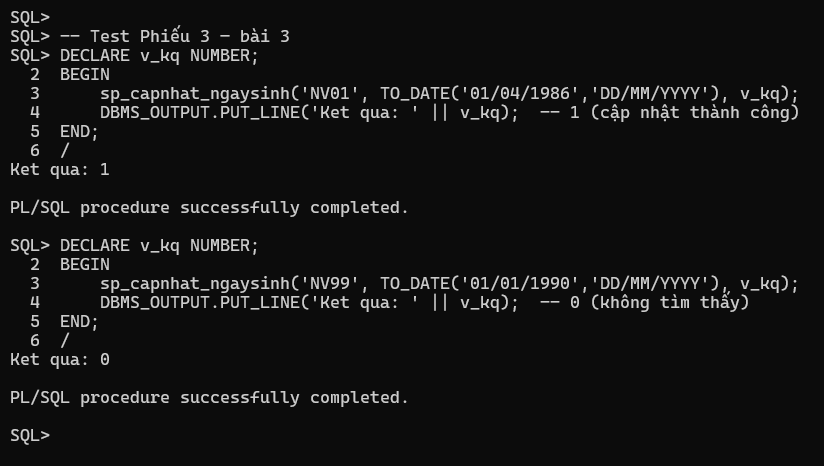 SQL>
SQL> -- Test Phiếu 3 – bài 3
SQL> DECLARE v_kq NUMBER;
  2  BEGIN
  3      sp_capnhat_ngaysinh('NV01', TO_DATE('01/04/1986','DD/MM/YYYY'), v_kq);
  4      DBMS_OUTPUT.PUT_LINE('Ket qua: ' || v_kq);  -- 1 (cập nhật thành công)
  5  END;
  6  /
Ket qua: 1

PL/SQL procedure successfully completed.

SQL> DECLARE v_kq NUMBER;
  2  BEGIN
  3      sp_capnhat_ngaysinh('NV99', TO_DATE('01/01/1990','DD/MM/YYYY'), v_kq);
  4      DBMS_OUTPUT.PUT_LINE('Ket qua: ' || v_kq);  -- 0 (không tìm thấy)
  5  END;
  6  /
Ket qua: 0

PL/SQL procedure successfully completed.

SQL>